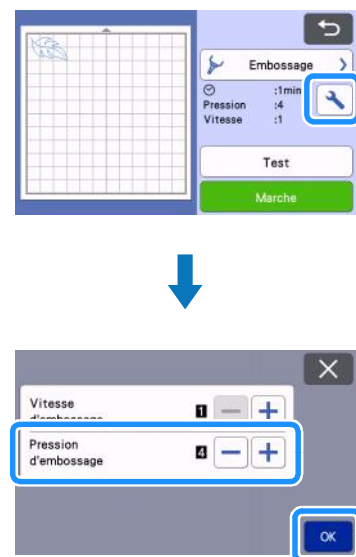 Embossage
:1min
Pression :4
Vitesse :1
Test
Marche
Vitesse
d'embossage 1
Pression
d'embossage 4
OK